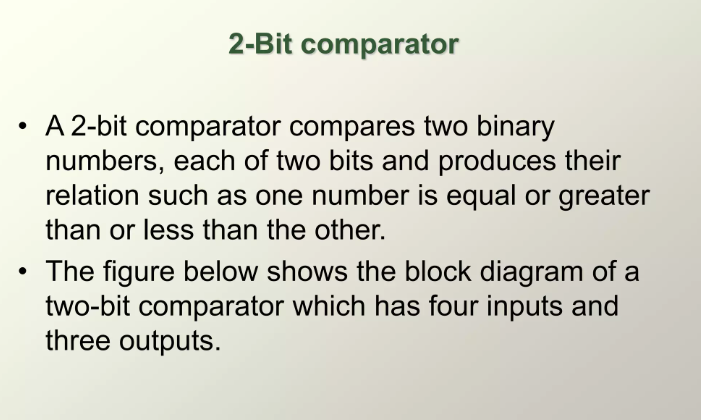 2-Bit comparator
• A 2-bit comparator compares two binary
numbers, each of two bits and produces their
relation such as one number is equal or greater
than or less than the other.
• The figure below shows the block diagram of a
two-bit comparator which has four inputs and
three outputs.